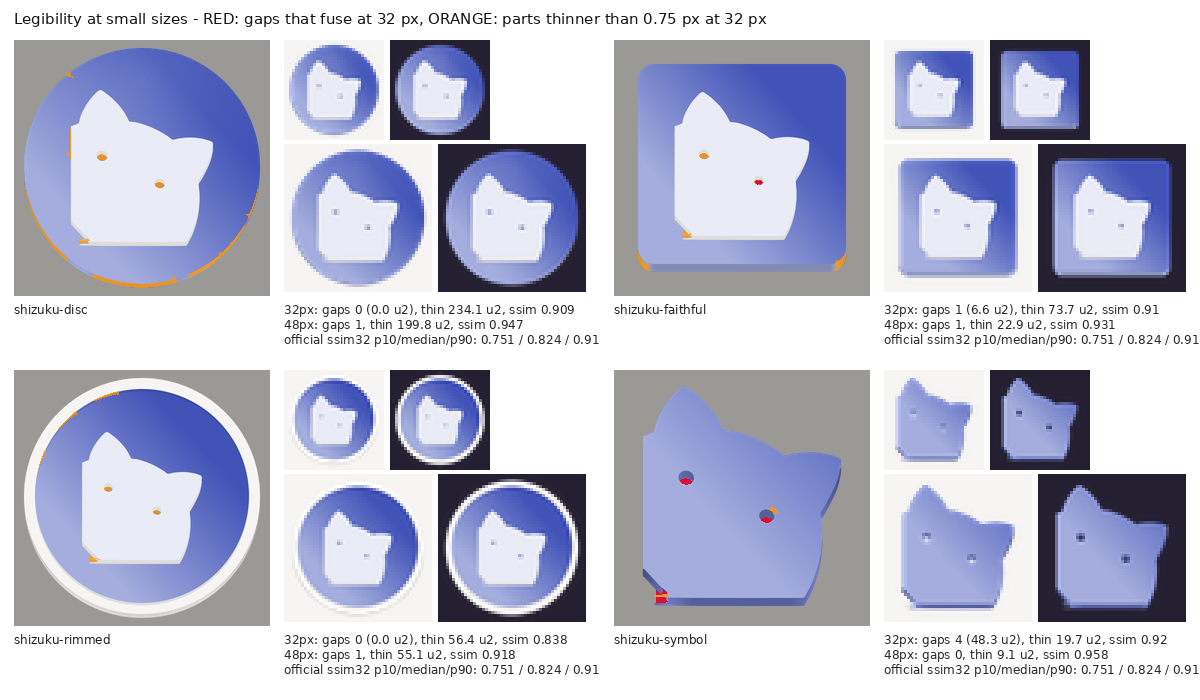 Legibility at small sizes - RED: gaps that fuse at 32 px, ORANGE: parts thinner than 0.75 px at 32 px
shizuku-disc
32px: gaps 0 (0.0 u2), thin 234.1 u2, ssim 0.909
48px: gaps 1, thin 199.8 u2, ssim 0.947
official ssim32 p10/median/p90: 0.751 / 0.824 / 0.91
shizuku-faithful
32px: gaps 1 (6.6 u2), thin 73.7 u2, ssim 0.91
48px: gaps 1, thin 22.9 u2, ssim 0.931
official ssim32 p10/median/p90: 0.751 / 0.824 / 0.91
shizuku-rimmed
32px: gaps 0 (0.0 u2), thin 56.4 u2, ssim 0.838
48px: gaps 1, thin 55.1 u2, ssim 0.918
official ssim32 p10/median/p90: 0.751 / 0.824 / 0.91
shizuku-symbol
32px: gaps 4 (48.3 u2), thin 19.7 u2, ssim 0.92
48px: gaps 0, thin 9.1 u2, ssim 0.958
official ssim32 p10/median/p90: 0.751 / 0.824 / 0.91